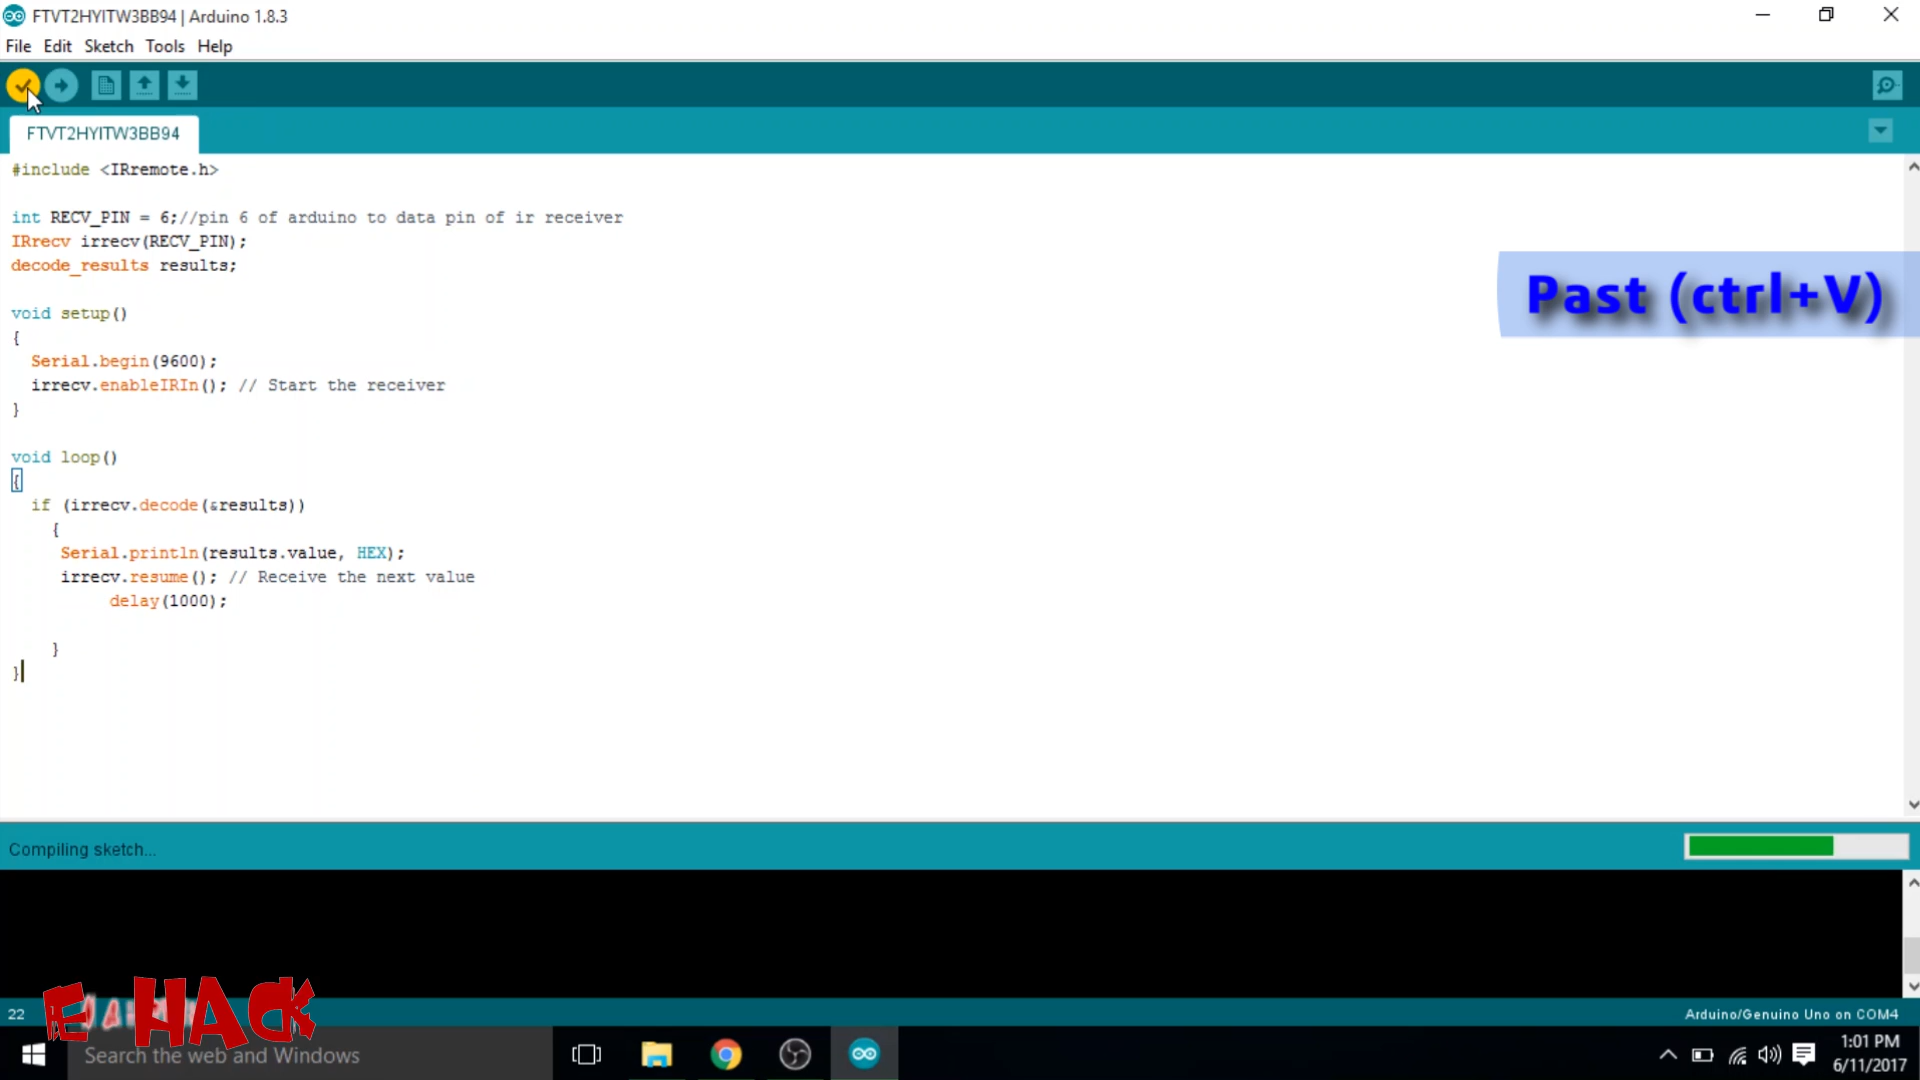 FTVT2HYITW3BB94 | Arduino 1.8.3
File Edit Sketch Tools Help
FTVT2HYITW3BB94
#include <IRremote.h>
int RECV_PIN = 6;//pin 6 of arduino to data pin of ir receiver
IRrecv irrecv(RECV_PIN);
decode_results results;
Past (ctrl+V)
void setup()
{
Serial.begin(9600);
irrecv.enableIRIn(); // Start the receiver
}
void loop()
{
if (irrecv.decode(&results))
{
Serial.println(results.value, HEX);
irrecv.resume(); // Receive the next value
delay(1000);
}
}
Compiling sketch...
E HACK
22
Arduino/Genuino Uno on COM4
Search the web and Windows
1:01 PM
6/11/2017